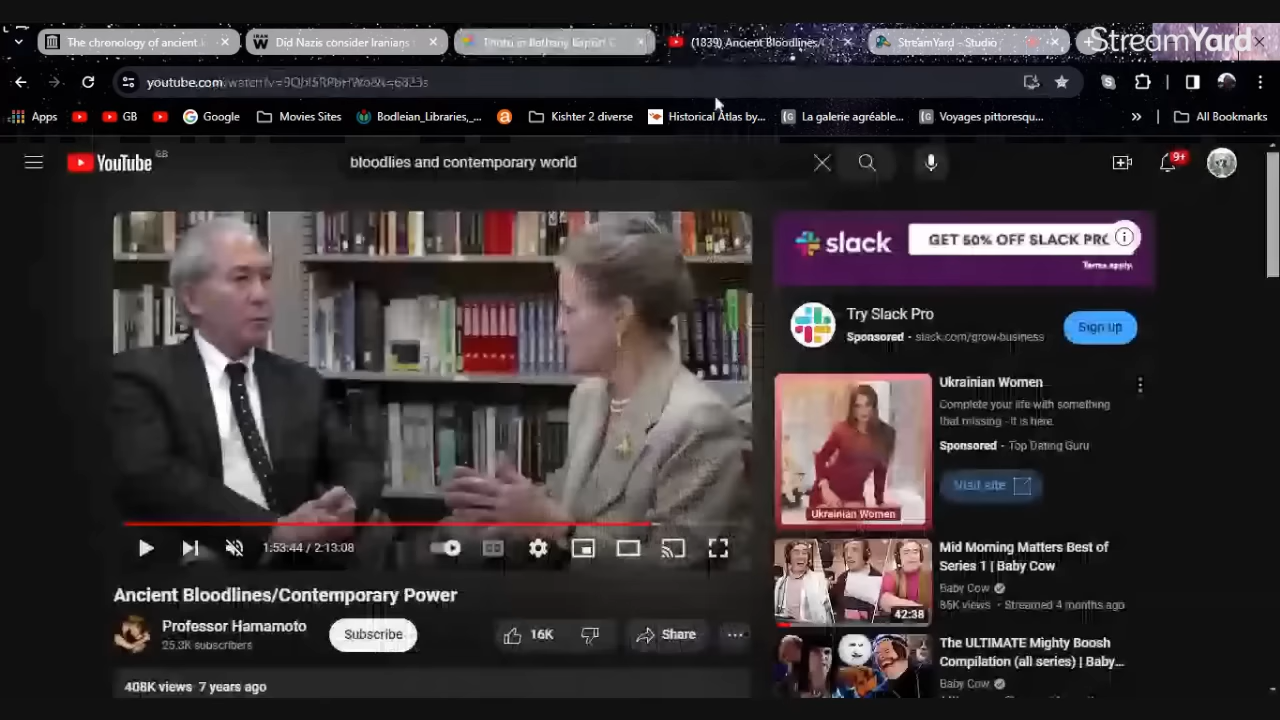 The chronology of ancient
Did Nazis consider Iranians
(1839) Ancient Bloodlines/C
StreamYard - Studio
StreamYard
youtube.com
Apps
GB
Google
Movies Sites
Bodleian_Libraries,_...
Kishter 2 diverse
Historical Atlas by...
La galerie agréable...
Voyages pittoresqu...
All Bookmarks
YouTube GB
bloodlies and contemporary world
9+
slack
GET 50% OFF SLACK PRO
Terms apply.
Try Slack Pro
Sponsored · slack.com/grow-business
Sign up
Ukrainian Women
Complete your life with something
that missing - it is here.
Sponsored · Top Dating Guru
Visit site
Ukrainian Women
1:53:44 / 2:13:08
Mid Morning Matters Best of
Series 1 | Baby Cow
Baby Cow
85K views · Streamed 4 months ago
42:38
Ancient Bloodlines/Contemporary Power
Professor Hamamoto
25.3K subscribers
Subscribe
16K
Share
The ULTIMATE Mighty Boosh
Compilation (all series) | Baby...
Baby Cow
408K views 7 years ago